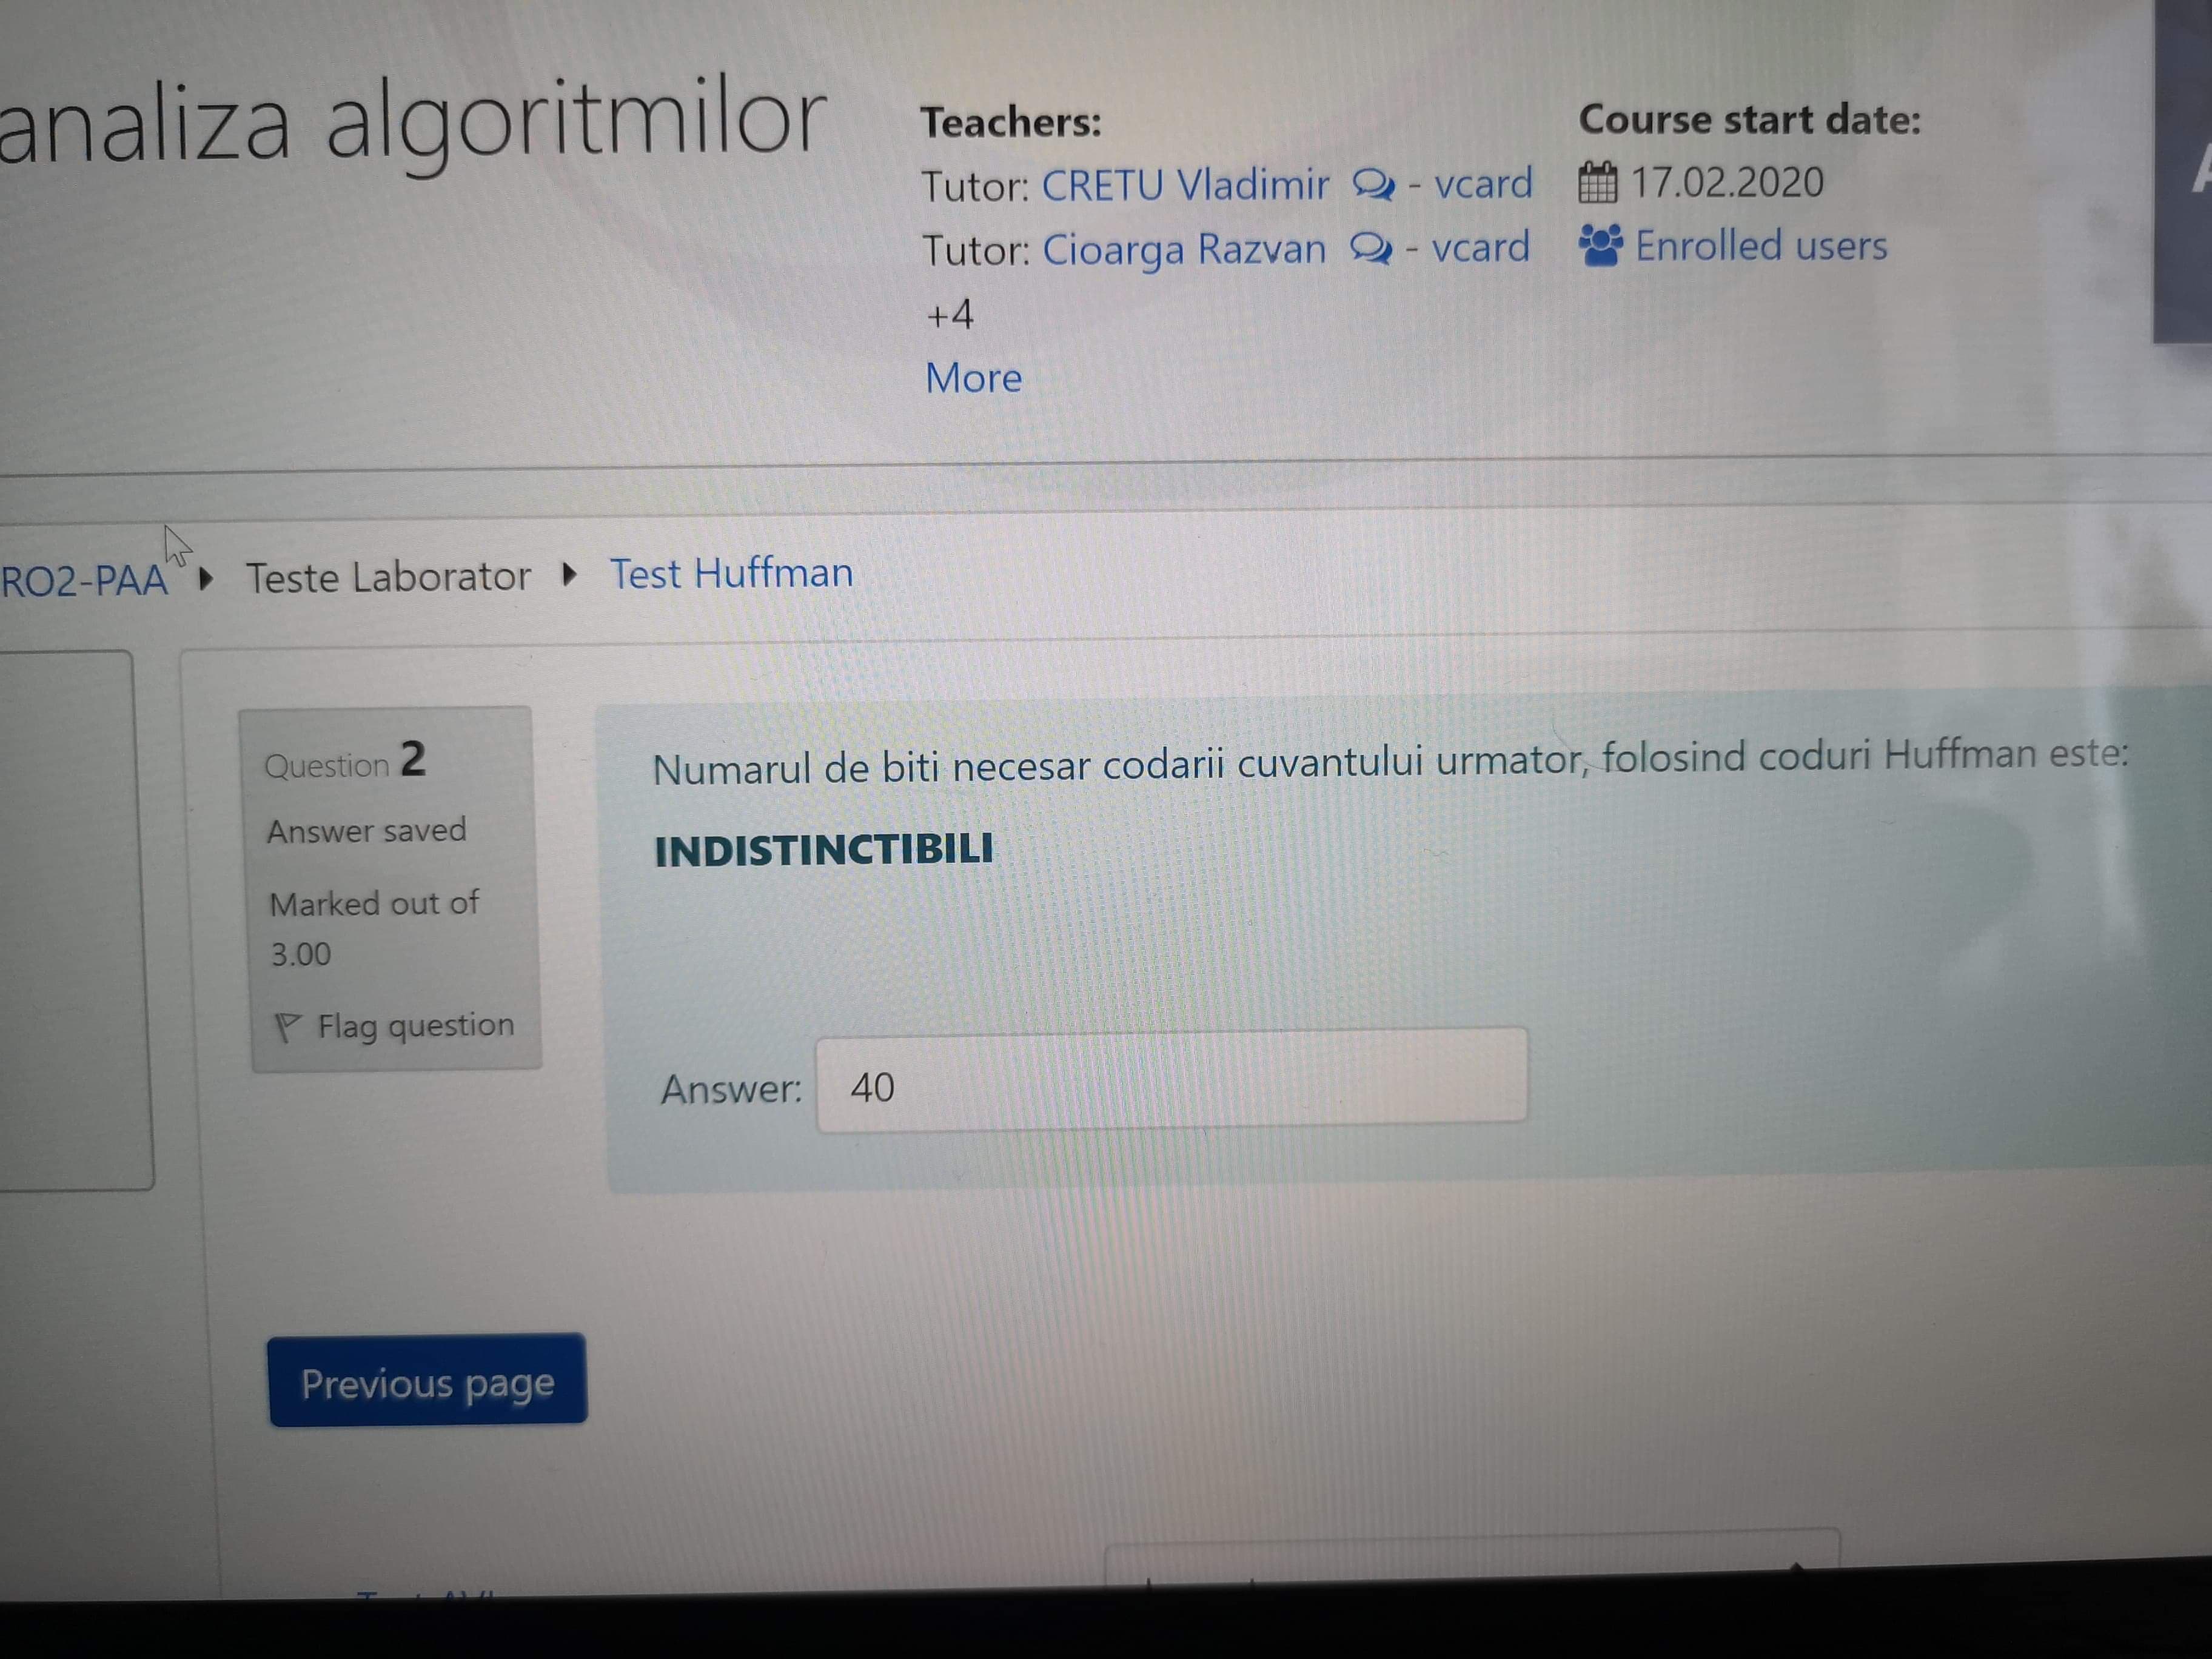 analiza algoritmilor
Teachers:
Tutor: CRETU Vladimir - vcard
Tutor: Cioarga Razvan - vcard
+4
More
Course start date:
17.02.2020
Enrolled users
RO2-PAA Teste Laborator Test Huffman
Question 2
Answer saved
Marked out of
3.00
Flag question
Numarul de biti necesar codarii cuvantului urmator, folosind coduri Huffman este:
INDISTINCTIBILI
Answer: 40
Previous page